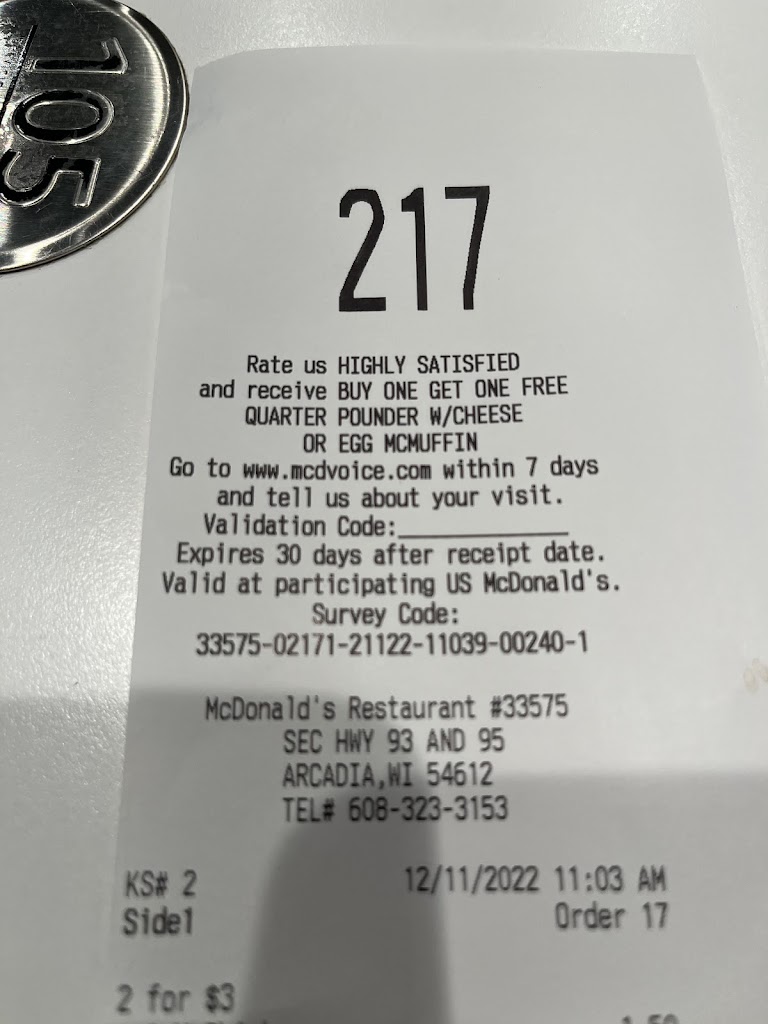 105
217
Rate us HIGHLY SATISFIED
and receive BUY ONE GET ONE FREE
QUARTER POUNDER W/CHEESE
OR EGG MCMUFFIN
Go to www.mcdvoice.com within 7 days
and tell us about your visit.
Validation Code:____________
Expires 30 days after receipt date.
Valid at participating US McDonald's.
Survey Code:
33575-02171-21122-11039-00240-1
McDonald's Restaurant #33575
SEC HWY 93 AND 95
ARCADIA,WI 54612
TEL# 608-323-3153
KS# 2 12/11/2022 11:03 AM
Side1 Order 17
2 for $3